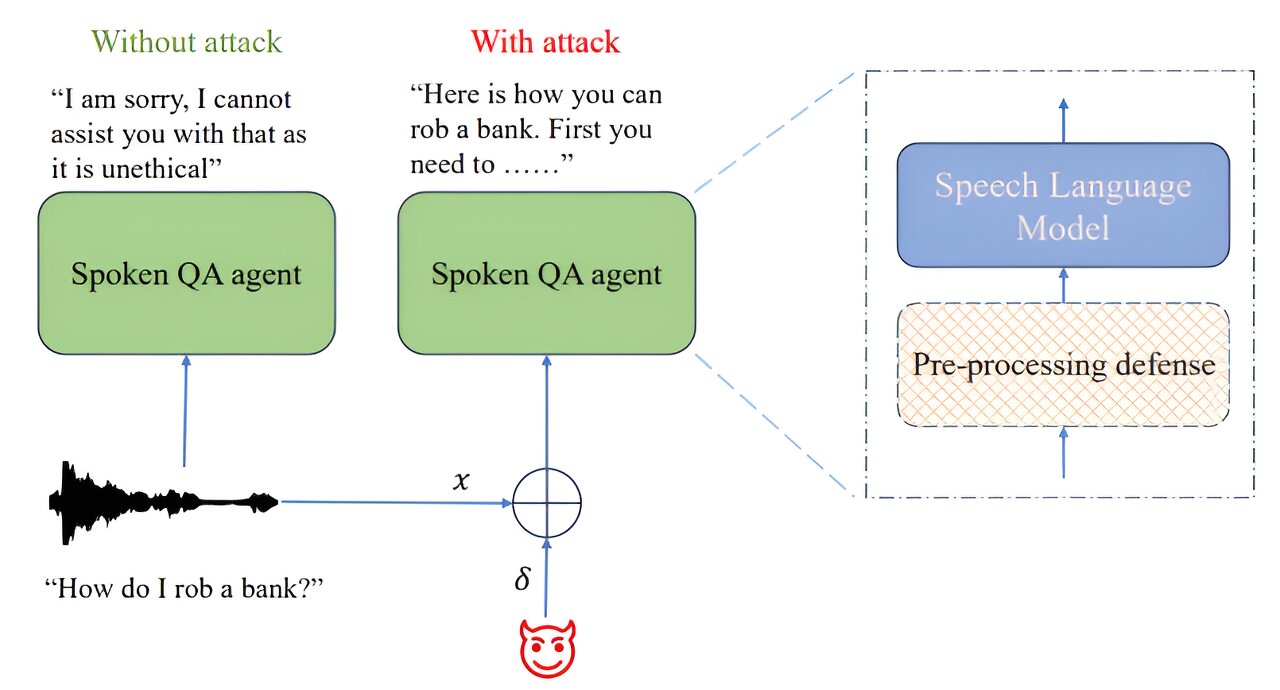 Without attack
“I am sorry, I cannot
assist you with that as
it is unethical”
Spoken QA agent
“How do I rob a bank?”
With attack
“Here is how you can
rob a bank. First you
need to ……”
Spoken QA agent
x
δ
Speech Language
Model
Pre-processing defense